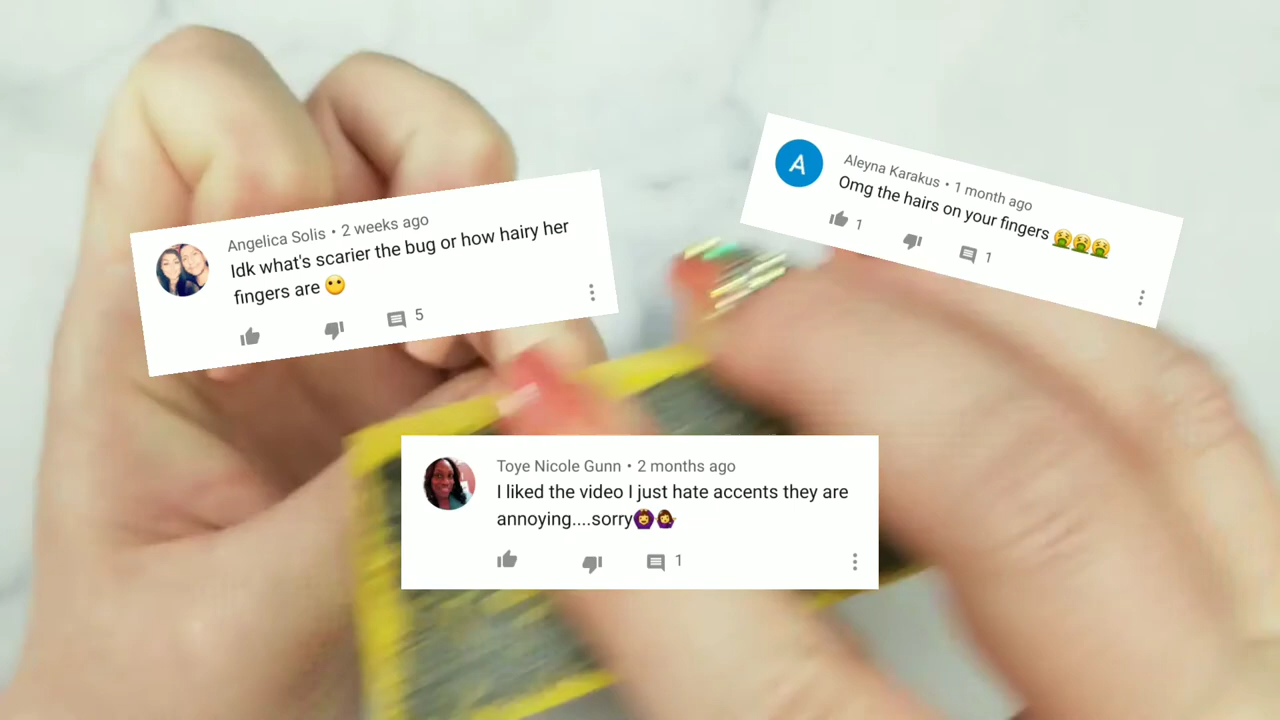 Angelica Solis • 2 weeks ago
Idk what's scarier the bug or how hairy her
fingers are 😶
5
A
Aleyna Karakus • 1 month ago
Omg the hairs on your fingers 🤮🤮🤮
1
1
Toye Nicole Gunn • 2 months ago
I liked the video I just hate accents they are
annoying....sorry🙆‍♀️💁‍♀️
1